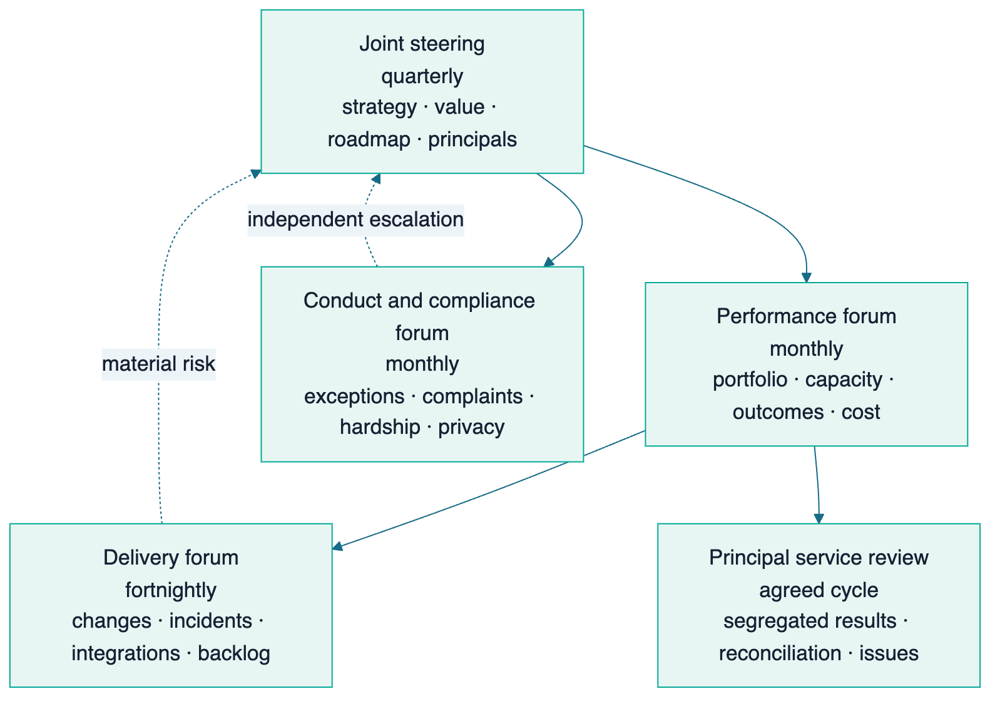 Joint steering
quarterly
strategy · value ·
roadmap · principals
independent escalation
material risk
Conduct and compliance
forum
monthly
exceptions · complaints ·
hardship · privacy
Performance forum
monthly
portfolio · capacity ·
outcomes · cost
Delivery forum
fortnightly
changes · incidents ·
integrations · backlog
Principal service review
agreed cycle
segregated results ·
reconciliation · issues